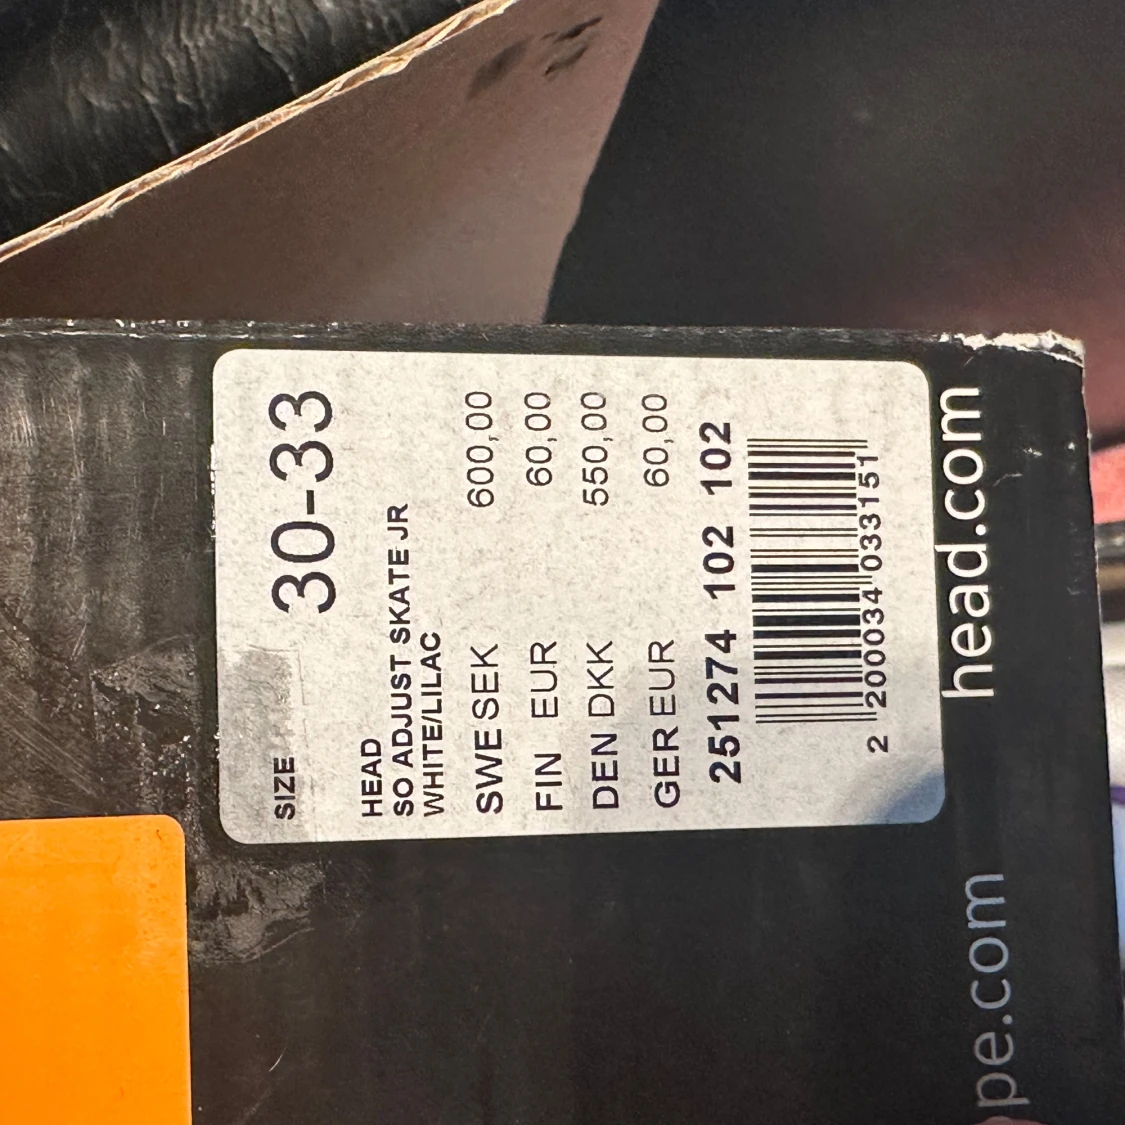 SIZE 30-33
HEAD
SO ADJUST SKATE JR
WHITE/LILAC
SWE SEK 600,00
FIN EUR 60,00
DEN DKK 550,00
GER EUR 60,00
251274 102 102
2 200034 033151
head.com
pe.com